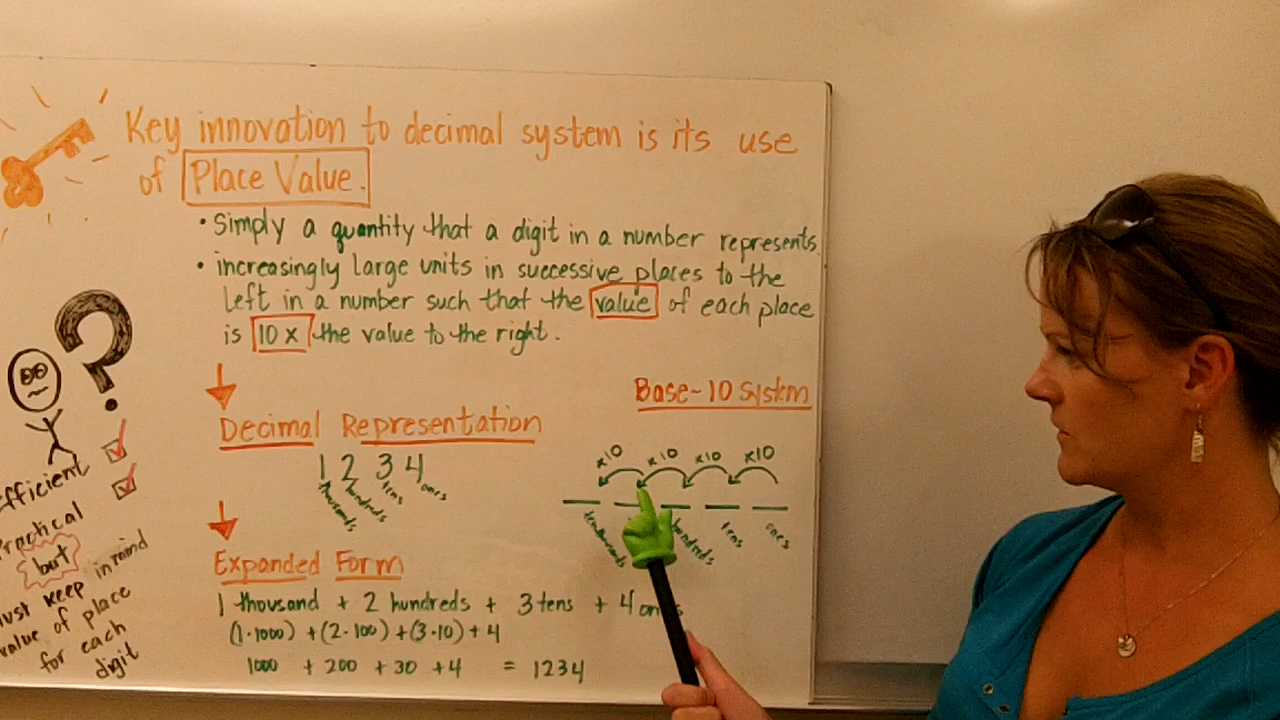 Key innovation to decimal system is its use
of Place Value.
• Simply a quantity that a digit in a number represents
• increasingly large units in successive places to the
left in a number such that the value of each place
is 10 x the value to the right.
Decimal Representation
1 2 3 4
thousands hundreds tens ones
Expanded Form
1 thousand + 2 hundreds + 3 tens + 4
(1·1000) + (2·100) + (3·10) + 4
1000 + 200 + 30 + 4 = 1234
Base-10 System
x10 x10 x10 x10
hundreds tens ones
?
Practical
but
must keep in mind
value of place
for each
digit